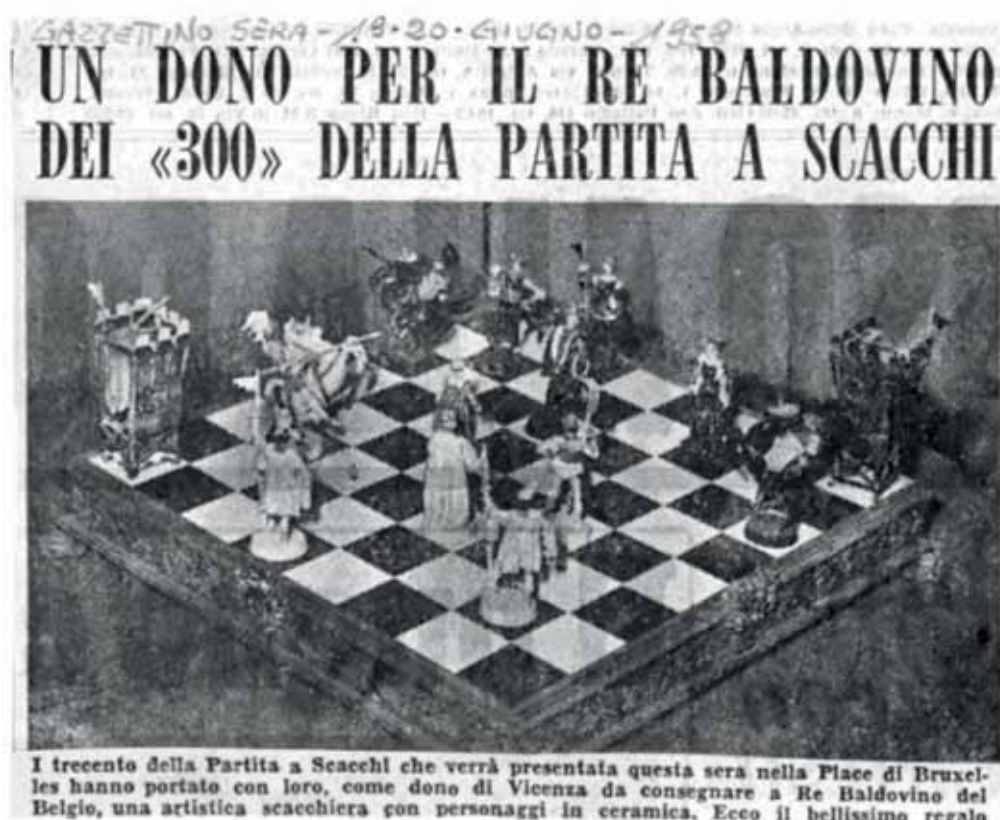 GAZZETTINO SERA - 19-20-GIUGNO - 1958
UN DONO PER IL RE BALDOVINO
DEI «300» DELLA PARTITA A SCACCHI
I trecento della Partita a Scacchi che verrà presentata questa sera nella Place di Bruxel-
les hanno portato con loro, come dono di Vicenza da consegnare a Re Baldovino del
Belgio, una artistica scacchiera con personaggi in ceramica. Ecco il bellissimo regalo